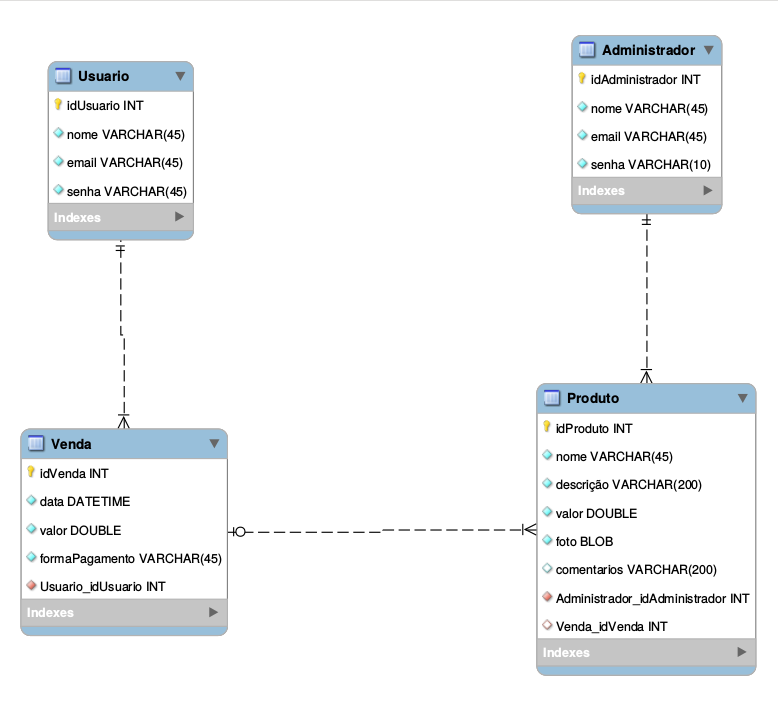 Usuario
idUsuario INT
nome VARCHAR(45)
email VARCHAR(45)
senha VARCHAR(45)
Indexes
Administrador
idAdministrador INT
nome VARCHAR(45)
email VARCHAR(45)
senha VARCHAR(10)
Indexes
Venda
idVenda INT
data DATETIME
valor DOUBLE
formaPagamento VARCHAR(45)
Usuario_idUsuario INT
Indexes
Produto
idProduto INT
nome VARCHAR(45)
descrição VARCHAR(200)
valor DOUBLE
foto BLOB
comentarios VARCHAR(200)
Administrador_idAdministrador INT
Venda_idVenda INT
Indexes